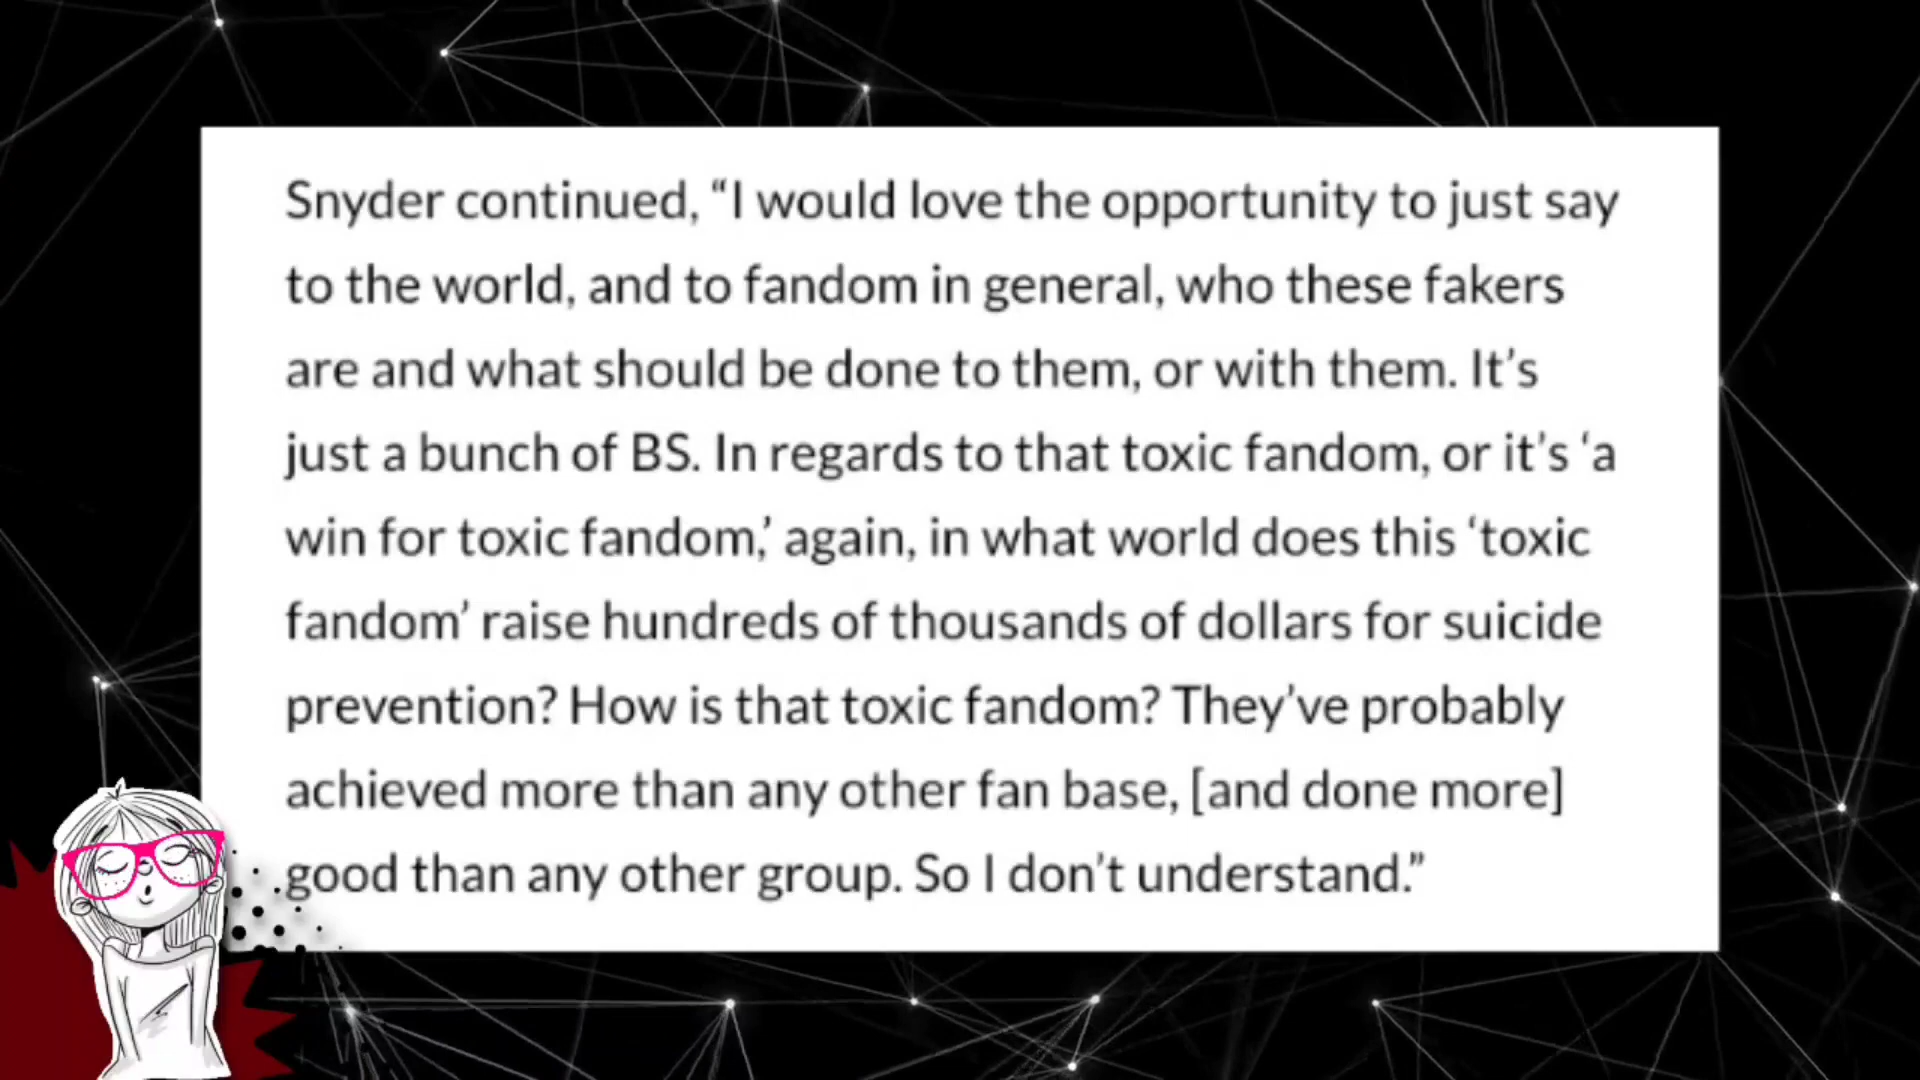 Snyder continued, “I would love the opportunity to just say
to the world, and to fandom in general, who these fakers
are and what should be done to them, or with them. It’s
just a bunch of BS. In regards to that toxic fandom, or it’s ‘a
win for toxic fandom,’ again, in what world does this ‘toxic
fandom’ raise hundreds of thousands of dollars for suicide
prevention? How is that toxic fandom? They’ve probably
achieved more than any other fan base, [and done more]
good than any other group. So I don’t understand.”